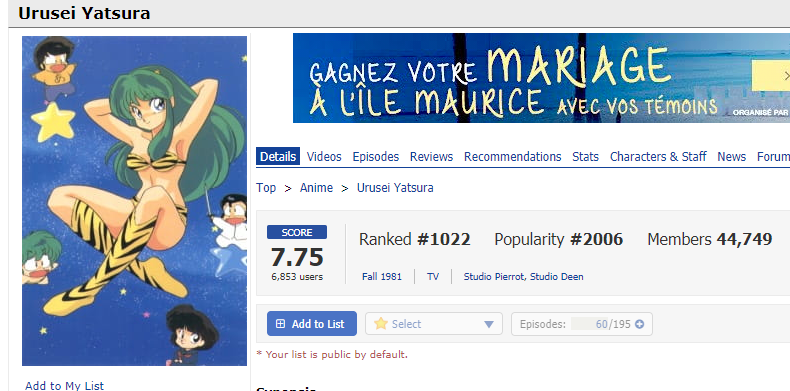 Urusei Yatsura
GAGNEZ VOTRE MARIAGE
À L'ÎLE MAURICE AVEC VOS TÉMOINS
ORGANISÉ PAR
Details Videos Episodes Reviews Recommendations Stats Characters & Staff News Forum
Top > Anime > Urusei Yatsura
SCORE
7.75
6,853 users
Ranked #1022 Popularity #2006 Members 44,749
Fall 1981 TV Studio Pierrot, Studio Deen
Add to List Select Episodes: 60/195
* Your list is public by default.
Add to My List
Synopsis